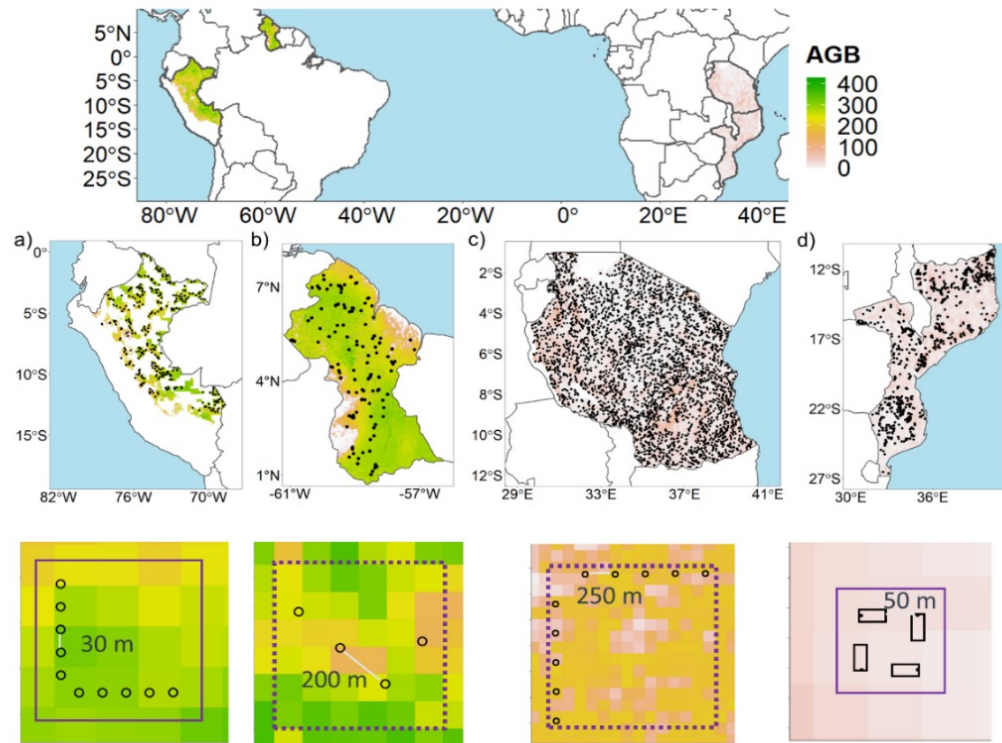 5°N
0°
5°S
10°S
15°S
20°S
25°S
80°W 60°W 40°W 20°W 0° 20°E 40°E
AGB
400
300
200
100
0
a)
0°
5°S
10°S
15°S
82°W 76°W 70°W
b)
7°N
4°N
1°N
-61°W -57°W
c)
2°S
4°S
6°S
8°S
10°S
12°S
29°E 33°E 37°E 41°E
d)
12°S
17°S
22°S
27°S
30°E 36°E
30 m
200 m
250 m
50 m